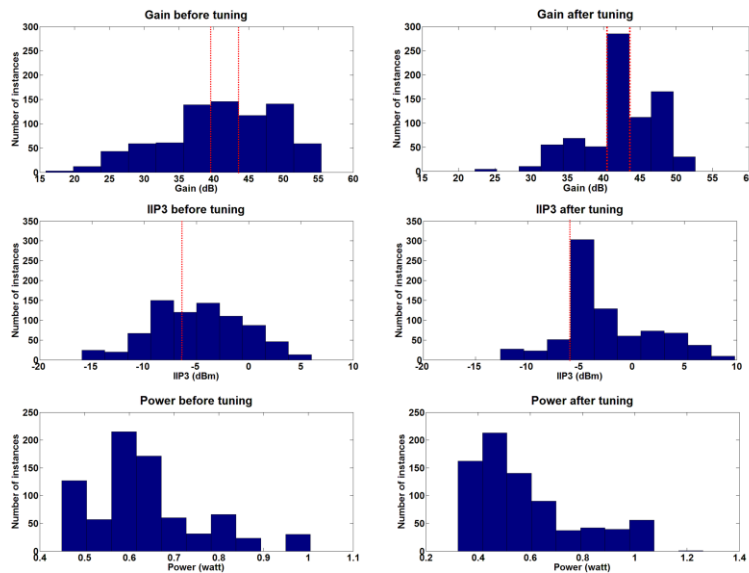 Gain before tuning
Number of instances
300
250
200
150
100
50
0
15 20 25 30 35 40 45 50 55 60
Gain (dB)
Gain after tuning
Number of instances
300
250
200
150
100
50
0
15 20 25 30 35 40 45 50 55 60
Gain (dB)
IIP3 before tuning
Number of instances
350
300
250
200
150
100
50
0
-20 -15 -10 -5 0 5 10
IIP3 (dBm)
IIP3 after tuning
Number of instances
350
300
250
200
150
100
50
0
-20 -15 -10 -5 0 5 10
IIP3 (dBm)
Power before tuning
Number of instances
250
200
150
100
50
0
0.4 0.5 0.6 0.7 0.8 0.9 1 1.1
Power (watt)
Power after tuning
Number of instances
250
200
150
100
50
0
0.2 0.4 0.6 0.8 1 1.2 1.4
Power (watt)